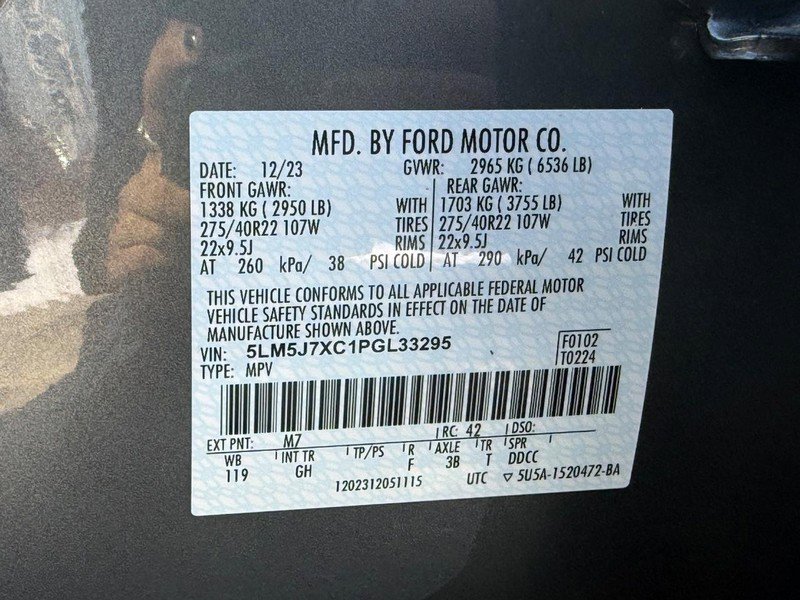 MFD. BY FORD MOTOR CO.
DATE: 12/23 GVWR: 2965 KG ( 6536 LB)
FRONT GAWR: REAR GAWR:
1338 KG ( 2950 LB) WITH 1703 KG ( 3755 LB) WITH
275/40R22 107W TIRES 275/40R22 107W TIRES
22x9.5J RIMS 22x9.5J RIMS
AT 260 kPa/ 38 PSI COLD AT 290 kPa/ 42 PSI COLD
THIS VEHICLE CONFORMS TO ALL APPLICABLE FEDERAL MOTOR
VEHICLE SAFETY STANDARDS IN EFFECT ON THE DATE OF
MANUFACTURE SHOWN ABOVE.
VIN: 5LM5J7XC1PGL33295 F0102
TYPE: MPV T0224
EXT PNT: M7 RC: 42 DSO:
WB INT TR TP/PS R AXLE TR SPR
119 GH F 3B T DDCC
1202312051115 UTC ▽ 5U5A-1520472-BA